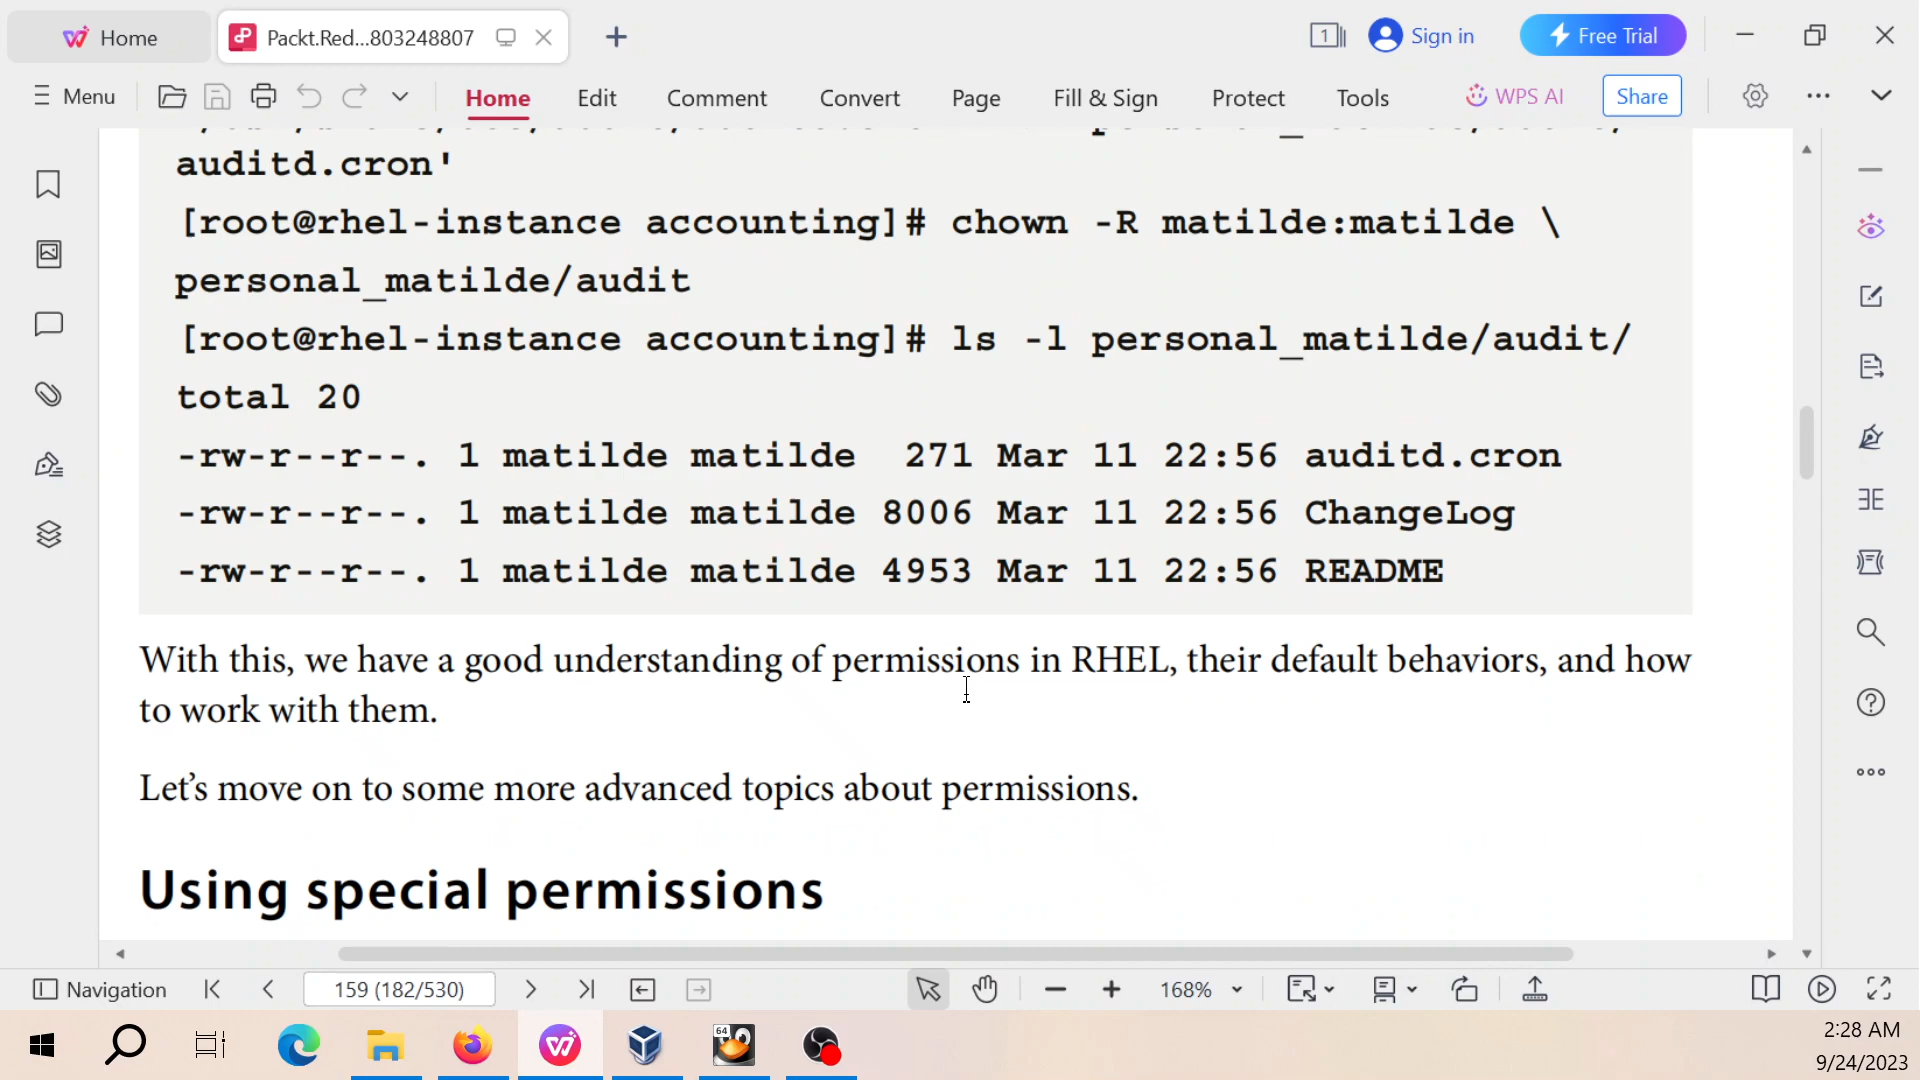 Home
Packt.Red...803248807
1
Sign in
Free Trial
Menu
Home
Edit
Comment
Convert
Page
Fill & Sign
Protect
Tools
WPS AI
Share
auditd.cron'
[root@rhel-instance accounting]# chown -R matilde:matilde \
personal_matilde/audit
[root@rhel-instance accounting]# ls -l personal_matilde/audit/
total 20
-rw-r--r--. 1 matilde matilde  271 Mar 11 22:56 auditd.cron
-rw-r--r--. 1 matilde matilde 8006 Mar 11 22:56 ChangeLog
-rw-r--r--. 1 matilde matilde 4953 Mar 11 22:56 README
With this, we have a good understanding of permissions in RHEL, their default behaviors, and how
to work with them.
Let's move on to some more advanced topics about permissions.
Using special permissions
Navigation
159 (182/530)
168%
64
2:28 AM
9/24/2023